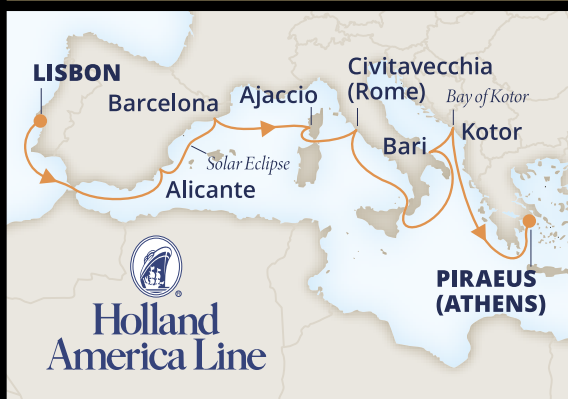 LISBON
Barcelona
Ajaccio
Civitavecchia
(Rome)
Bay of Kotor
Kotor
Bari
Solar Eclipse
Alicante
PIRAEUS
(ATHENS)
®
Holland
America Line